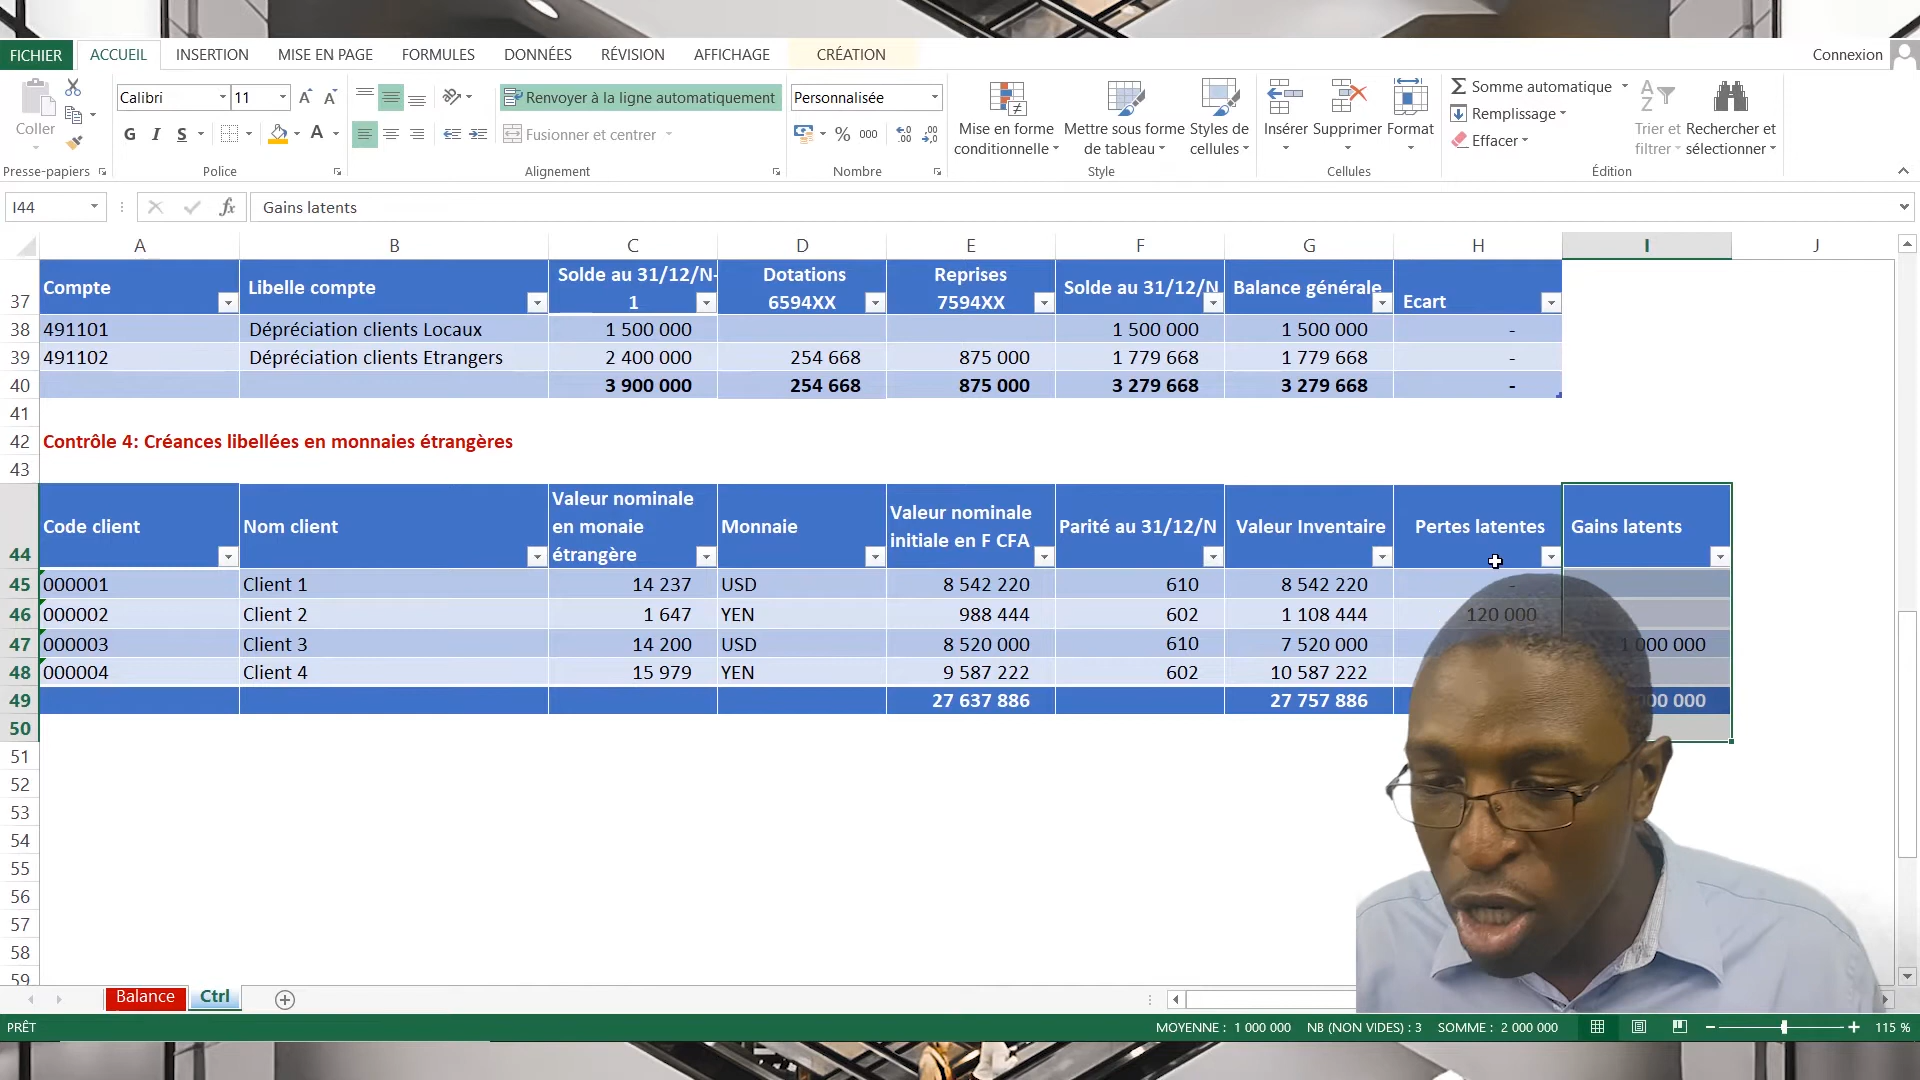 FICHIER ACCUEIL INSERTION MISE EN PAGE FORMULES DONNÉES RÉVISION AFFICHAGE CRÉATION Connexion
Coller
Presse-papiers
Calibri 11
G I S
Police
Renvoyer à la ligne automatiquement
Fusionner et centrer
Alignement
Personnalisée
% 000
Nombre
Mise en forme conditionnelle
Mettre sous forme de tableau
Styles de cellules
Style
Insérer Supprimer Format
Cellules
Somme automatique
Remplissage
Effacer
Trier et filtrer
Rechercher et sélectionner
Édition
I44 fx Gains latents
A B C D E F G H I J
37 Compte Libelle compte Solde au 31/12/N-1 Dotations 6594XX Reprises 7594XX Solde au 31/12/N Balance générale Ecart
38 491101 Dépréciation clients Locaux 1 500 000 1 500 000 1 500 000 -
39 491102 Dépréciation clients Etrangers 2 400 000 254 668 875 000 1 779 668 1 779 668 -
40 3 900 000 254 668 875 000 3 279 668 3 279 668 -
41
42 Contrôle 4: Créances libellées en monnaies étrangères
43
44 Code client Nom client Valeur nominale en monaie étrangère Monnaie Valeur nominale initiale en F CFA Parité au 31/12/N Valeur Inventaire Pertes latentes Gains latents
45 000001 Client 1 14 237 USD 8 542 220 610 8 542 220 -
46 000002 Client 2 1 647 YEN 988 444 602 1 108 444 120 000
47 000003 Client 3 14 200 USD 8 520 000 610 7 520 000 1 000 000
48 000004 Client 4 15 979 YEN 9 587 222 602 10 587 222
49 27 637 886 27 757 886 000
50
51
52
53
54
55
56
57
58
59
Balance Ctrl
PRÊT MOYENNE : 1 000 000 NB (NON VIDES) : 3 SOMME : 2 000 000 115 %